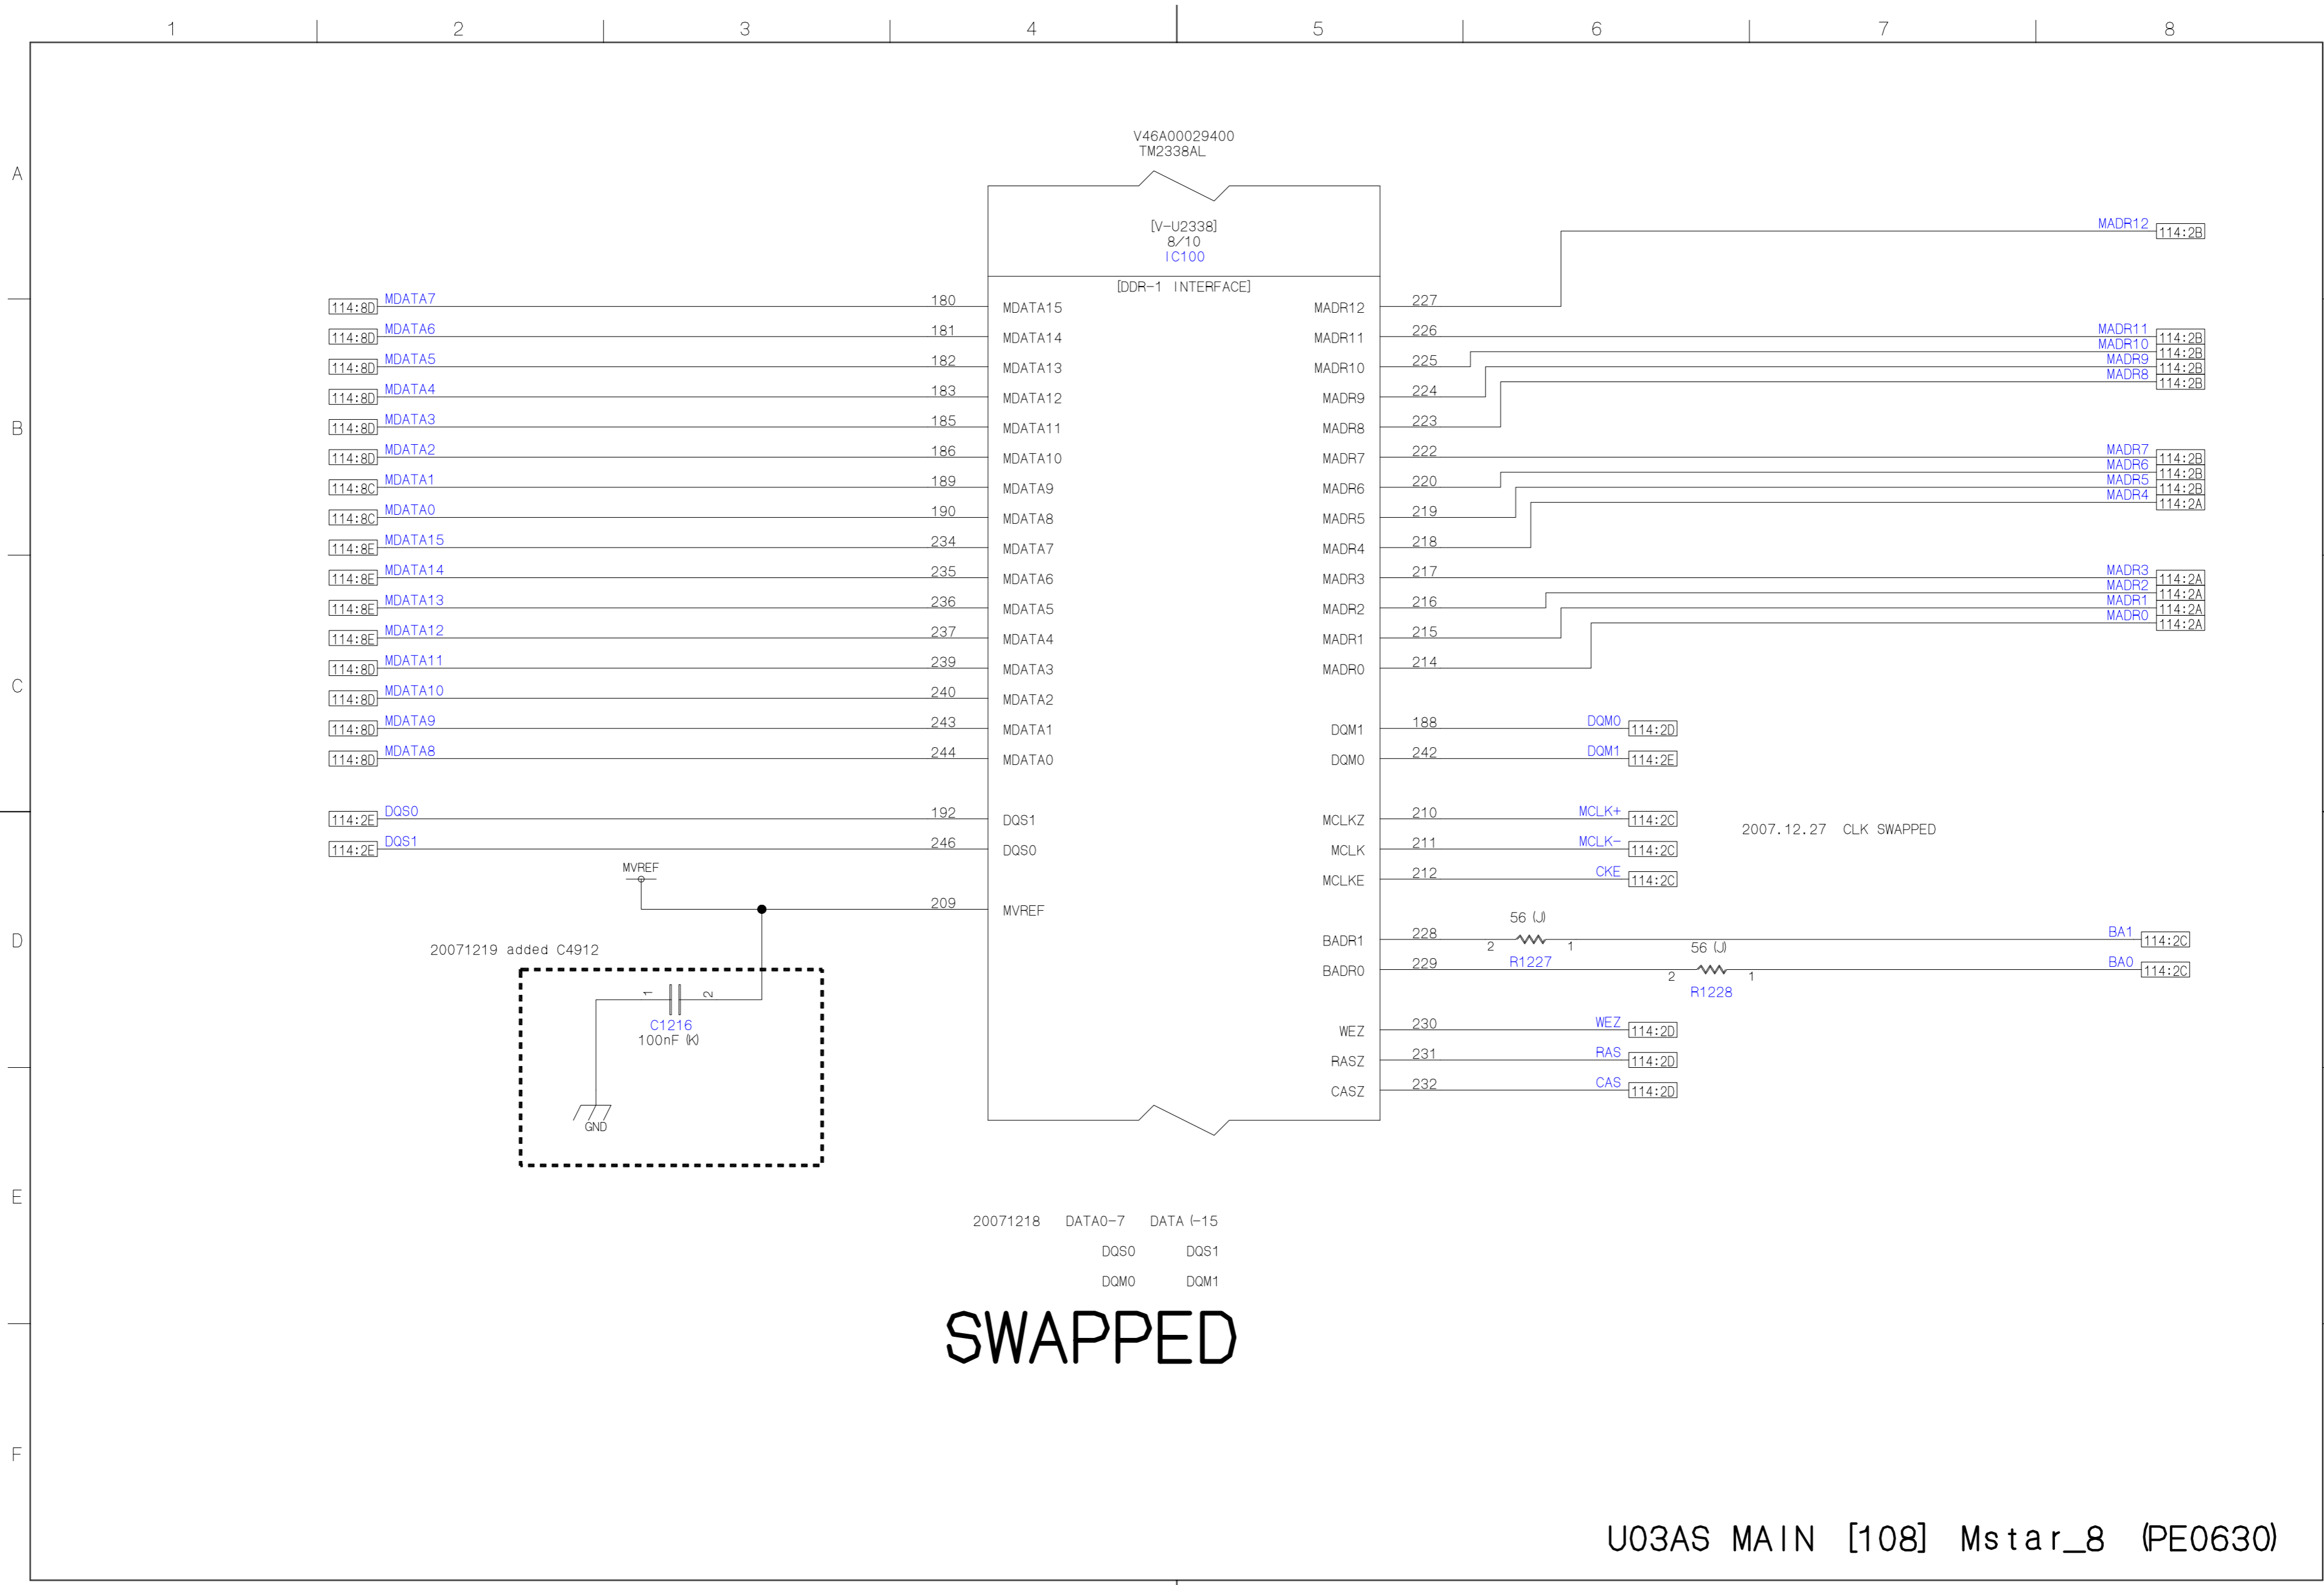 1 2 3 4 5 6 7 8
A
B
C
D
E
F
V46A00029400
TM2338AL
[V-U2338]
8/10
IC100
[DDR-1 INTERFACE]
114:8D MDATA7 180 MDATA15
114:8D MDATA6 181 MDATA14
114:8D MDATA5 182 MDATA13
114:8D MDATA4 183 MDATA12
114:8D MDATA3 185 MDATA11
114:8D MDATA2 186 MDATA10
114:8C MDATA1 189 MDATA9
114:8C MDATA0 190 MDATA8
114:8E MDATA15 234 MDATA7
114:8E MDATA14 235 MDATA6
114:8E MDATA13 236 MDATA5
114:8E MDATA12 237 MDATA4
114:8D MDATA11 239 MDATA3
114:8D MDATA10 240 MDATA2
114:8D MDATA9 243 MDATA1
114:8D MDATA8 244 MDATA0
114:2E DQS0 192 DQS1
114:2E DQS1 246 DQS0
MVREF
209 MVREF
20071219 added C4912
1 2
C1216
100nF (K)
GND
MADR12 227 MADR12 114:2B
MADR11 226 MADR11 114:2B
MADR10 225 MADR10 114:2B
MADR9 224 MADR9 114:2B
MADR8 223 MADR8 114:2B
MADR7 222 MADR7 114:2B
MADR6 220 MADR6 114:2B
MADR5 219 MADR5 114:2B
MADR4 218 MADR4 114:2A
MADR3 217 MADR3 114:2A
MADR2 216 MADR2 114:2A
MADR1 215 MADR1 114:2A
MADR0 214 MADR0 114:2A
DQM1 188 DQM0 114:2D
DQM0 242 DQM1 114:2E
MCLKZ 210 MCLK+ 114:2C
MCLK 211 MCLK- 114:2C
2007.12.27 CLK SWAPPED
MCLKE 212 CKE 114:2C
56 (J)
BADR1 228 2 1 BA1 114:2C
R1227
56 (J)
BADR0 229 2 1 BA0 114:2C
R1228
WEZ 230 WEZ 114:2D
RASZ 231 RAS 114:2D
CASZ 232 CAS 114:2D
20071218 DATA0-7 DATA (-15
DQS0 DQS1
DQM0 DQM1
SWAPPED
U03AS MAIN [108] Mstar_8 (PE0630)